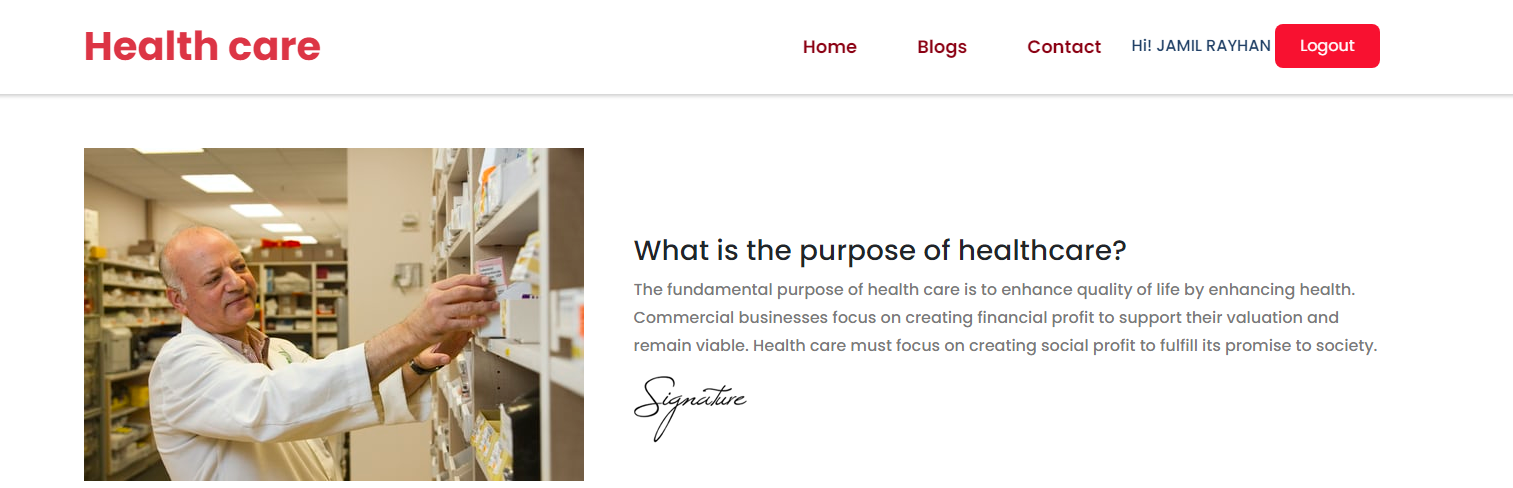 Health care
Home Blogs Contact Hi! JAMIL RAYHAN Logout
What is the purpose of healthcare?
The fundamental purpose of health care is to enhance quality of life by enhancing health.
Commercial businesses focus on creating financial profit to support their valuation and
remain viable. Health care must focus on creating social profit to fulfill its promise to society.
Signature